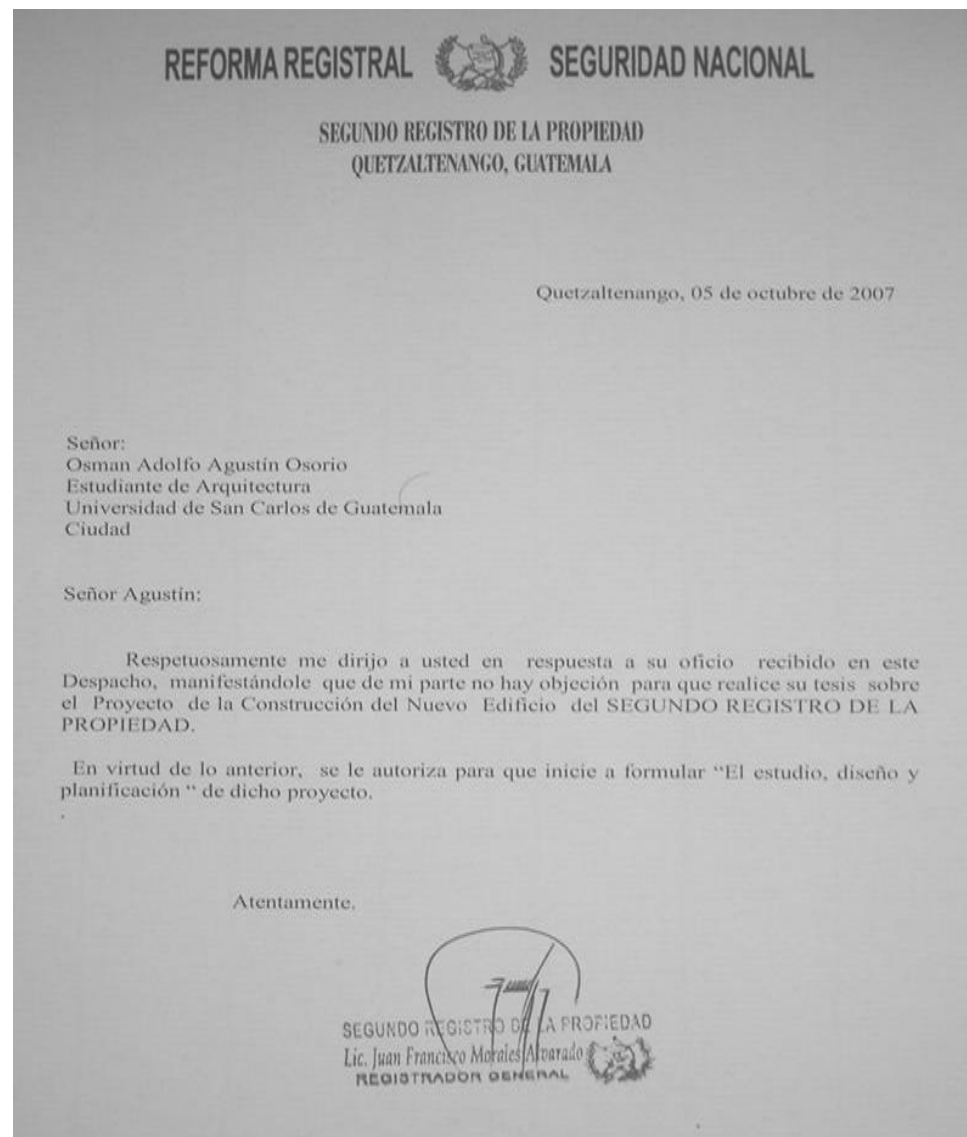 REFORMA REGISTRAL SEGURIDAD NACIONAL
SEGUNDO REGISTRO DE LA PROPIEDAD
QUETZALTENANGO, GUATEMALA
Quetzaltenango, 05 de octubre de 2007
Señor:
Osman Adolfo Agustín Osorio
Estudiante de Arquitectura
Universidad de San Carlos de Guatemala
Ciudad
Señor Agustín:
Respetuosamente me dirijo a usted en respuesta a su oficio recibido en este
Despacho, manifestándole que de mi parte no hay objeción para que realice su tesis sobre
el Proyecto de la Construcción del Nuevo Edificio del SEGUNDO REGISTRO DE LA
PROPIEDAD.
En virtud de lo anterior, se le autoriza para que inicie a formular “El estudio, diseño y
planificación “ de dicho proyecto.
Atentamente,
SEGUNDO REGISTRO DE LA PROPIEDAD
Lic. Juan Francisco Morales Alvarado
REGISTRADOR GENERAL